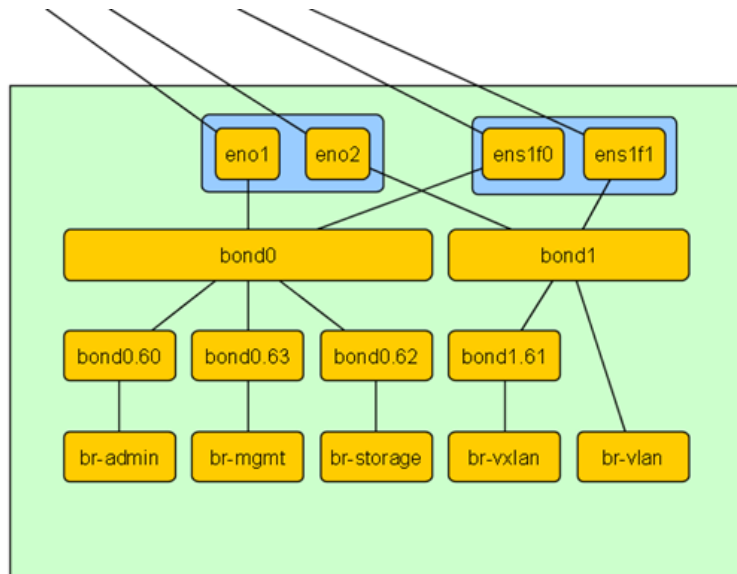 eno1
eno2
ens1f0
ens1f1
bond0
bond1
bond0.60
bond0.63
bond0.62
bond1.61
br-admin
br-mgmt
br-storage
br-vxlan
br-vlan